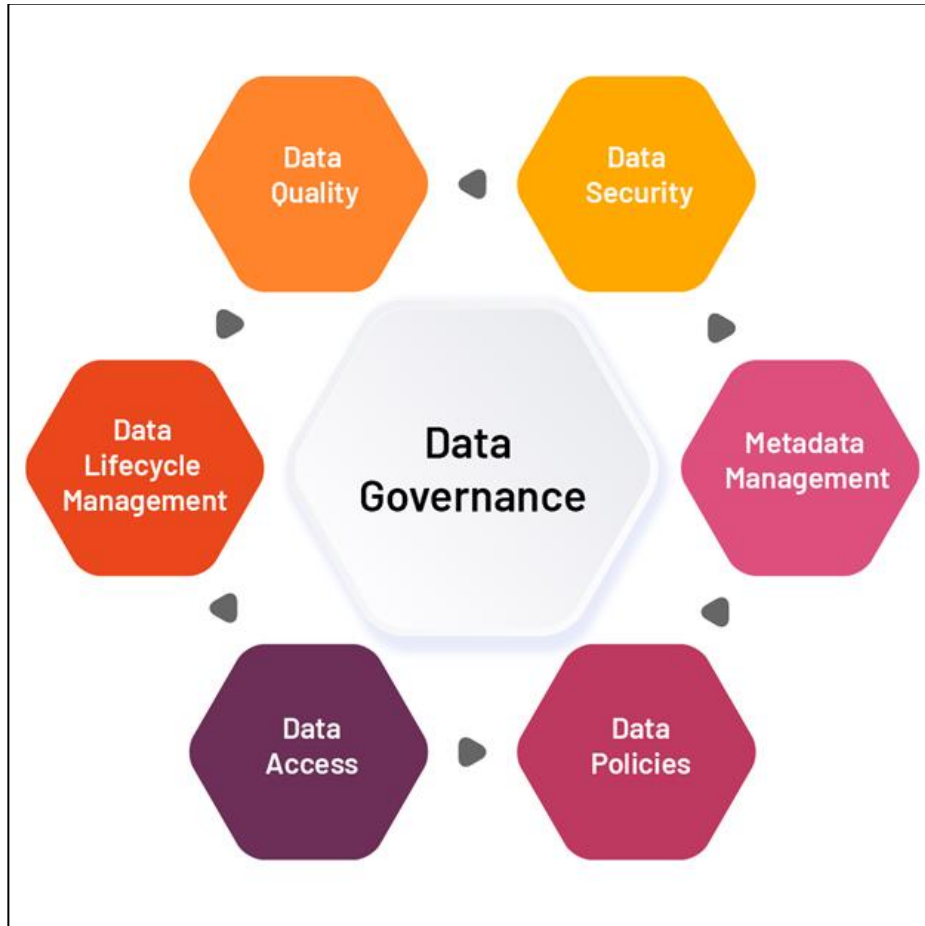 Data
Quality
Data
Security
Data
Lifecycle
Management
Data
Governance
Metadata
Management
Data
Access
Data
Policies